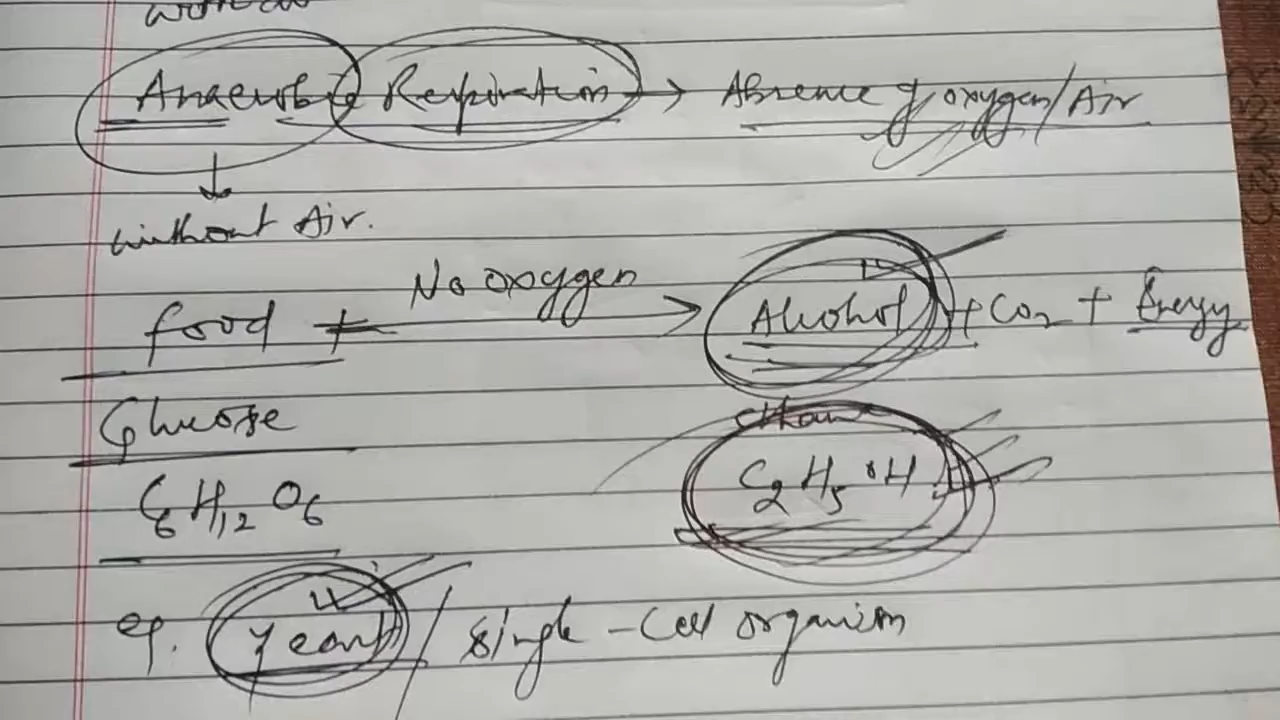 Anaerobic Respiration → Absence of oxygen/Air
↓
without Air.
food + No oxygen → Alcohol + CO2 + Energy
Glucose
C6H12O6 C2H5OH
eg. Yeast / single-cell organism